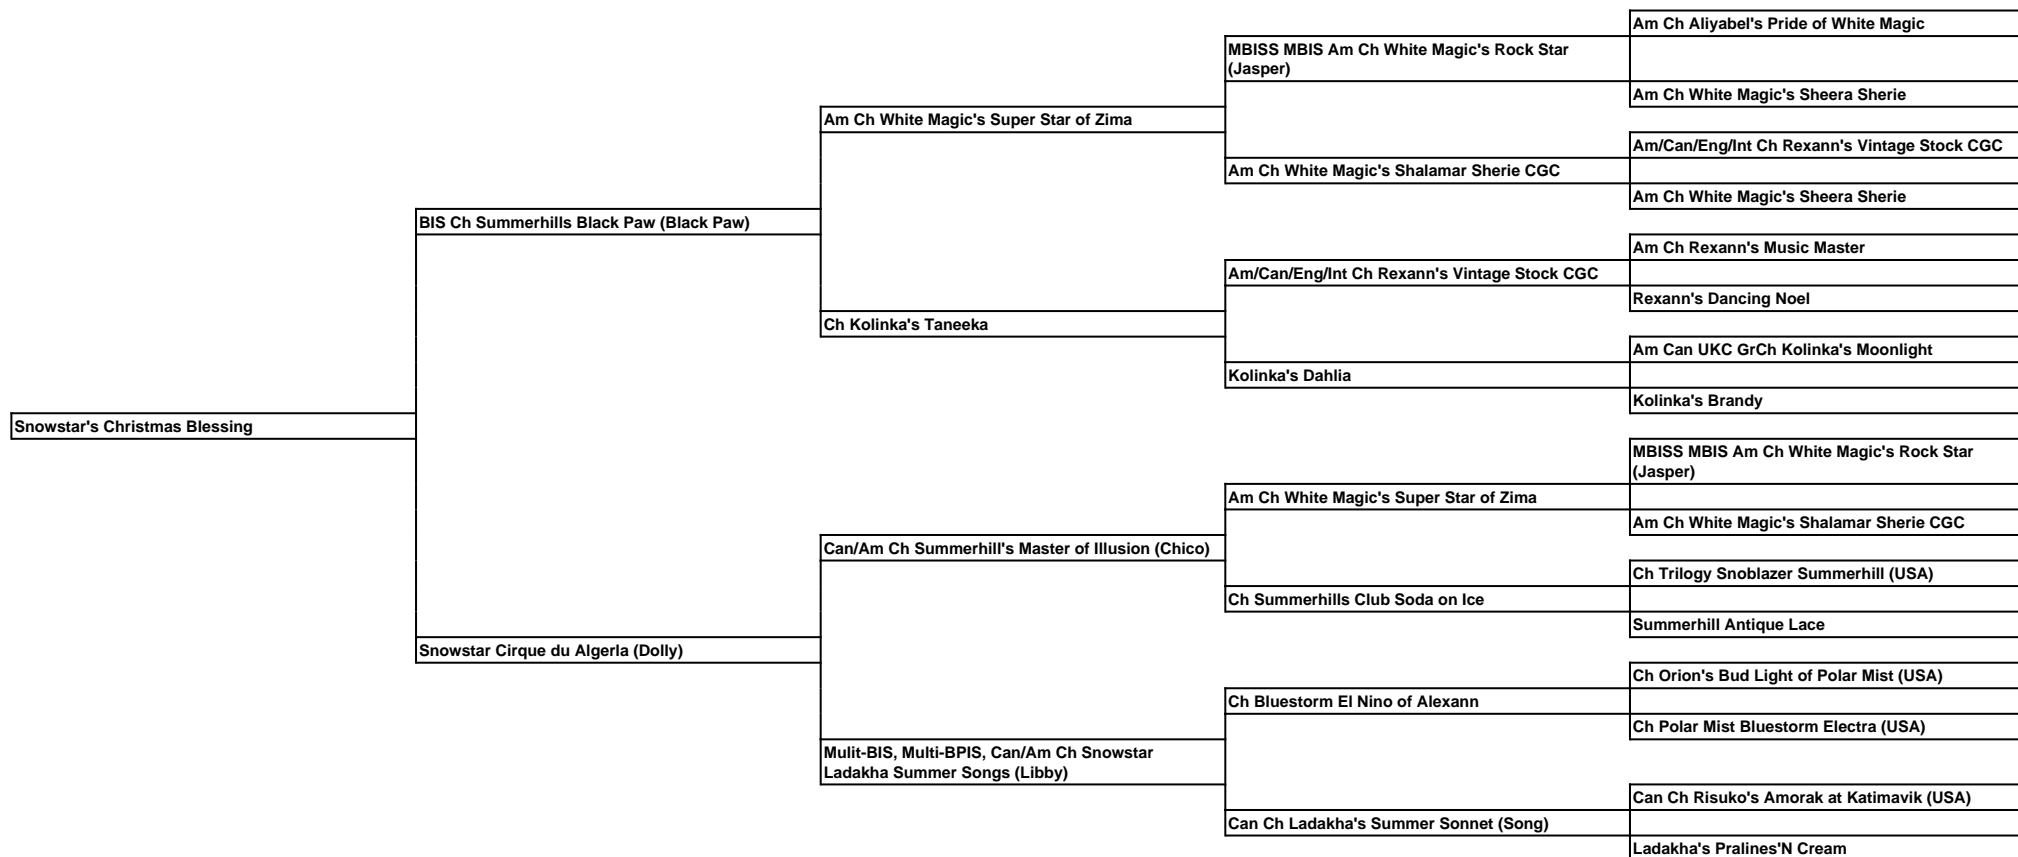 Am Ch Aliyabel's Pride of White Magic
MBISS MBIS Am Ch White Magic's Rock Star
(Jasper)
Am Ch White Magic's Sheera Sherie
Am Ch White Magic's Super Star of Zima
Am/Can/Eng/Int Ch Rexann's Vintage Stock CGC
Am Ch White Magic's Shalamar Sherie CGC
Am Ch White Magic's Sheera Sherie
BIS Ch Summerhills Black Paw (Black Paw)
Am Ch Rexann's Music Master
Am/Can/Eng/Int Ch Rexann's Vintage Stock CGC
Rexann's Dancing Noel
Ch Kolinka's Taneeka
Am Can UKC GrCh Kolinka's Moonlight
Kolinka's Dahlia
Kolinka's Brandy
Snowstar's Christmas Blessing
MBISS MBIS Am Ch White Magic's Rock Star
(Jasper)
Am Ch White Magic's Super Star of Zima
Am Ch White Magic's Shalamar Sherie CGC
Can/Am Ch Summerhill's Master of Illusion (Chico)
Ch Trilogy Snoblazer Summerhill (USA)
Ch Summerhills Club Soda on Ice
Summerhill Antique Lace
Snowstar Cirque du Algerla (Dolly)
Ch Orion's Bud Light of Polar Mist (USA)
Ch Bluestorm El Nino of Alexann
Ch Polar Mist Bluestorm Electra (USA)
Mulit-BIS, Multi-BPIS, Can/Am Ch Snowstar
Ladakha Summer Songs (Libby)
Can Ch Risuko's Amorak at Katimavik (USA)
Can Ch Ladakha's Summer Sonnet (Song)
Ladakha's Pralines'N Cream